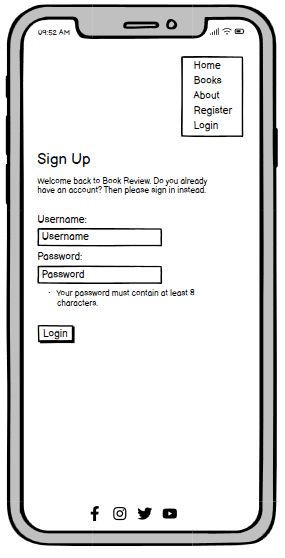 09:52 AM
Home
Books
About
Register
Login
Sign Up
Welcome back to Book Review. Do you already
have an account? Then please sign in instead.
Username:
Username
Password:
Password
· Your password must contain at least 8
characters.
Login